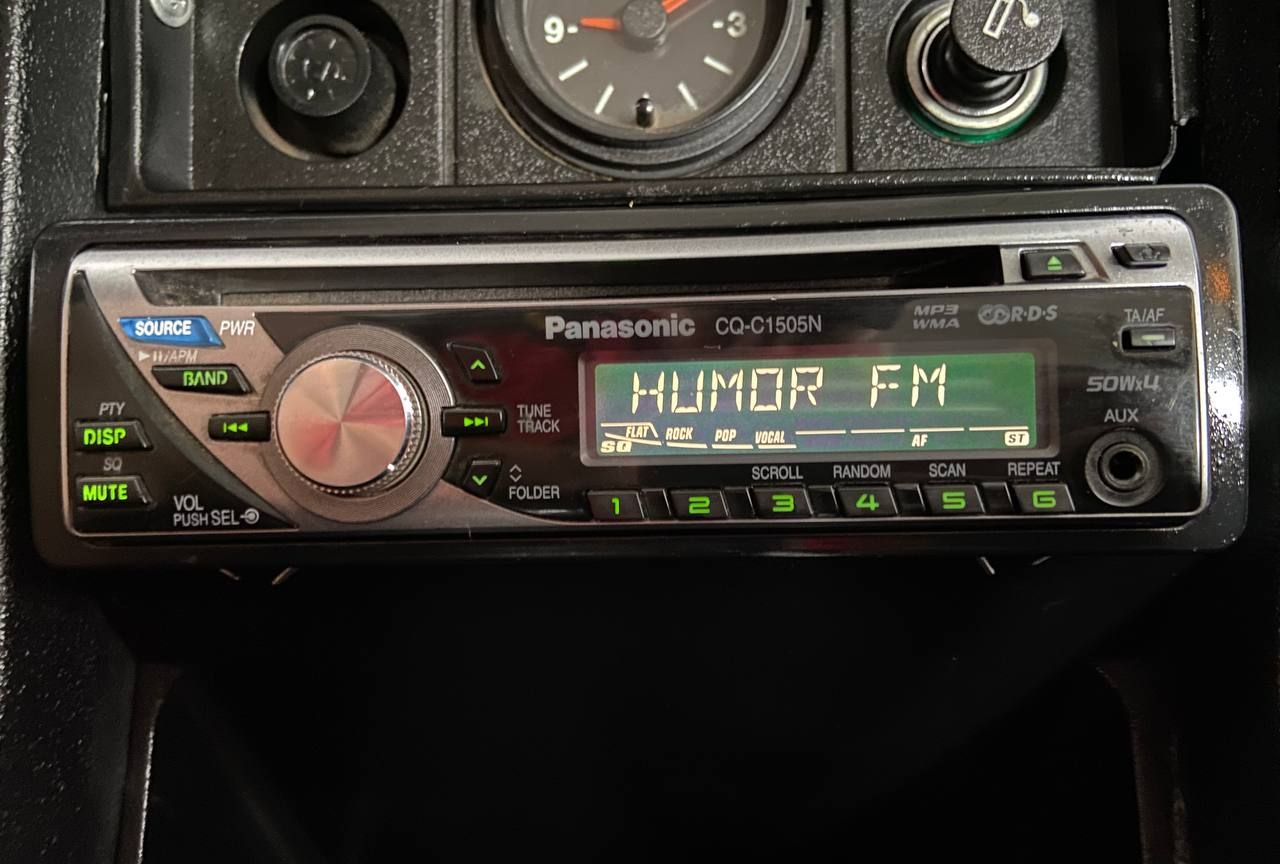 9 3
SOURCE PWR
Panasonic CQ-C1505N
MP3
WMA
R·D·S
TA/AF
▶II/APM
BAND
HUMOR FM
50Wx4
PTY
DISP
TUNE
TRACK
FLAT ROCK POP VOCAL
SQ AF ST
AUX
SQ
MUTE
FOLDER
SCROLL RANDOM SCAN REPEAT
1 2 3 4 5 6
VOL
PUSH SEL